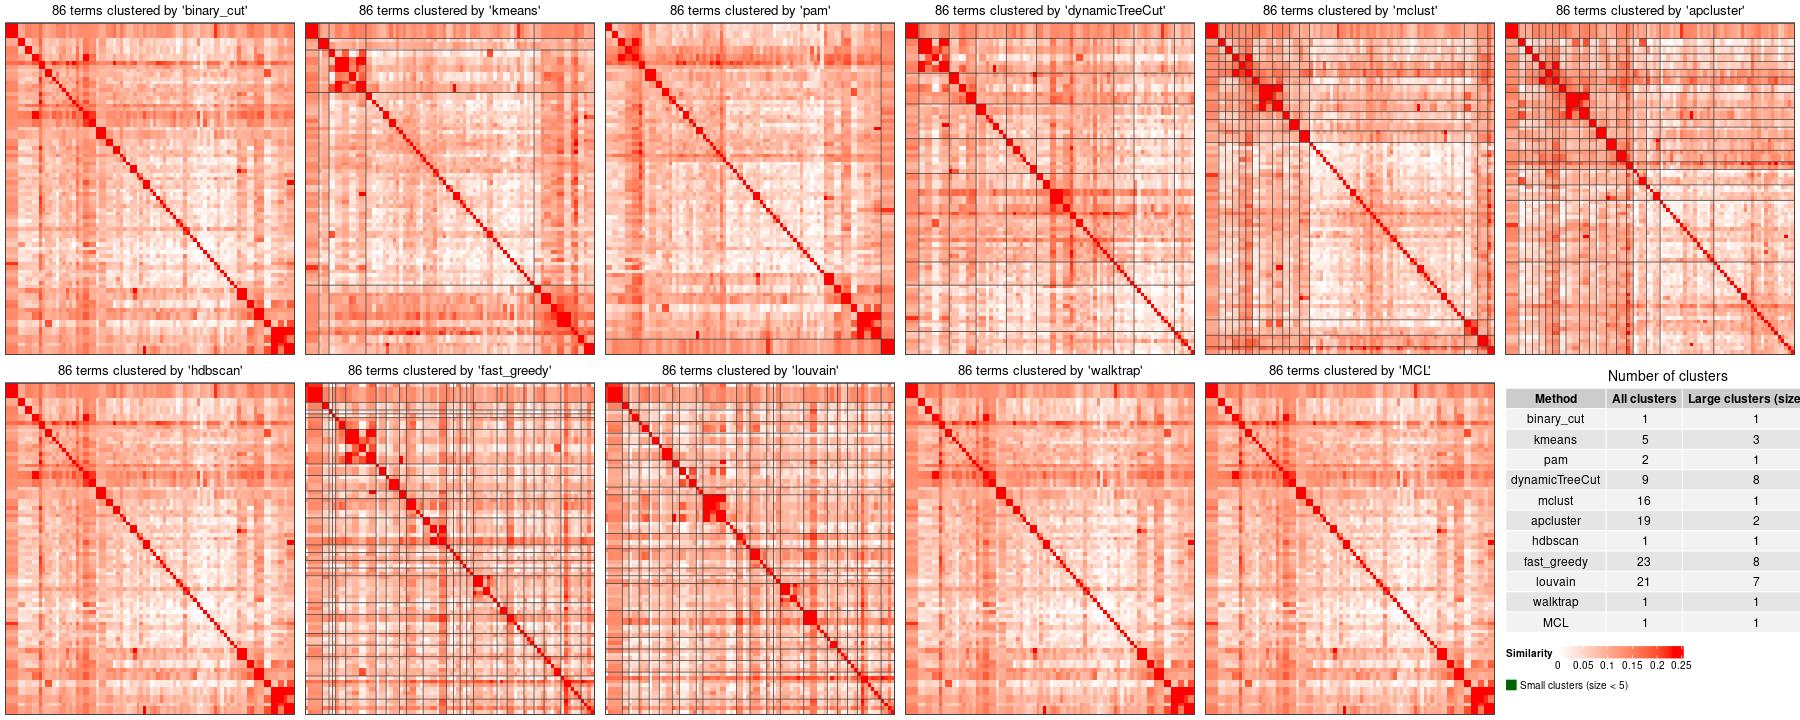 86 terms clustered by 'binary_cut'
86 terms clustered by 'kmeans'
86 terms clustered by 'pam'
86 terms clustered by 'dynamicTreeCut'
86 terms clustered by 'mclust'
86 terms clustered by 'apcluster'
86 terms clustered by 'hdbscan'
86 terms clustered by 'fast_greedy'
86 terms clustered by 'louvain'
86 terms clustered by 'walktrap'
86 terms clustered by 'MCL'
Number of clusters
Method All clusters Large clusters (size
binary_cut 1 1
kmeans 5 3
pam 2 1
dynamicTreeCut 9 8
mclust 16 1
apcluster 19 2
hdbscan 1 1
fast_greedy 23 8
louvain 21 7
walktrap 1 1
MCL 1 1
Similarity
0 0.05 0.1 0.15 0.2 0.25
Small clusters (size < 5)